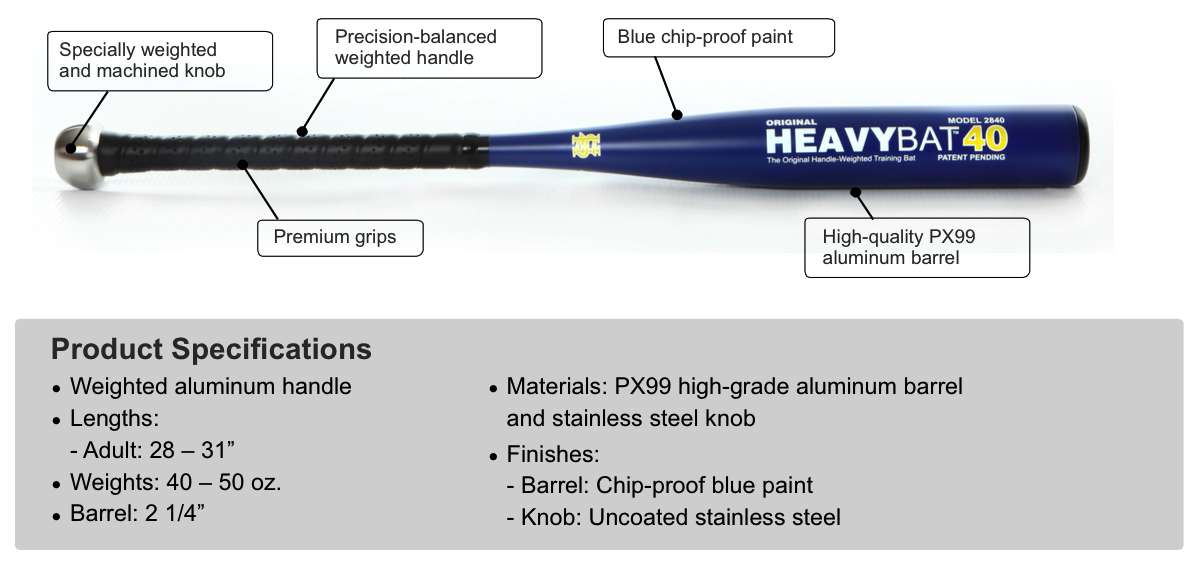 Specially weighted
and machined knob
Precision-balanced
weighted handle
Blue chip-proof paint
ORIGINAL
MODEL 2840
HEAVYBAT™ 40
The Original Handle-Weighted Training Bat
PATENT PENDING
Premium grips
High-quality PX99
aluminum barrel
Product Specifications
• Weighted aluminum handle
• Lengths:
- Adult: 28 – 31”
• Weights: 40 – 50 oz.
• Barrel: 2 1/4”
• Materials: PX99 high-grade aluminum barrel
and stainless steel knob
• Finishes:
- Barrel: Chip-proof blue paint
- Knob: Uncoated stainless steel